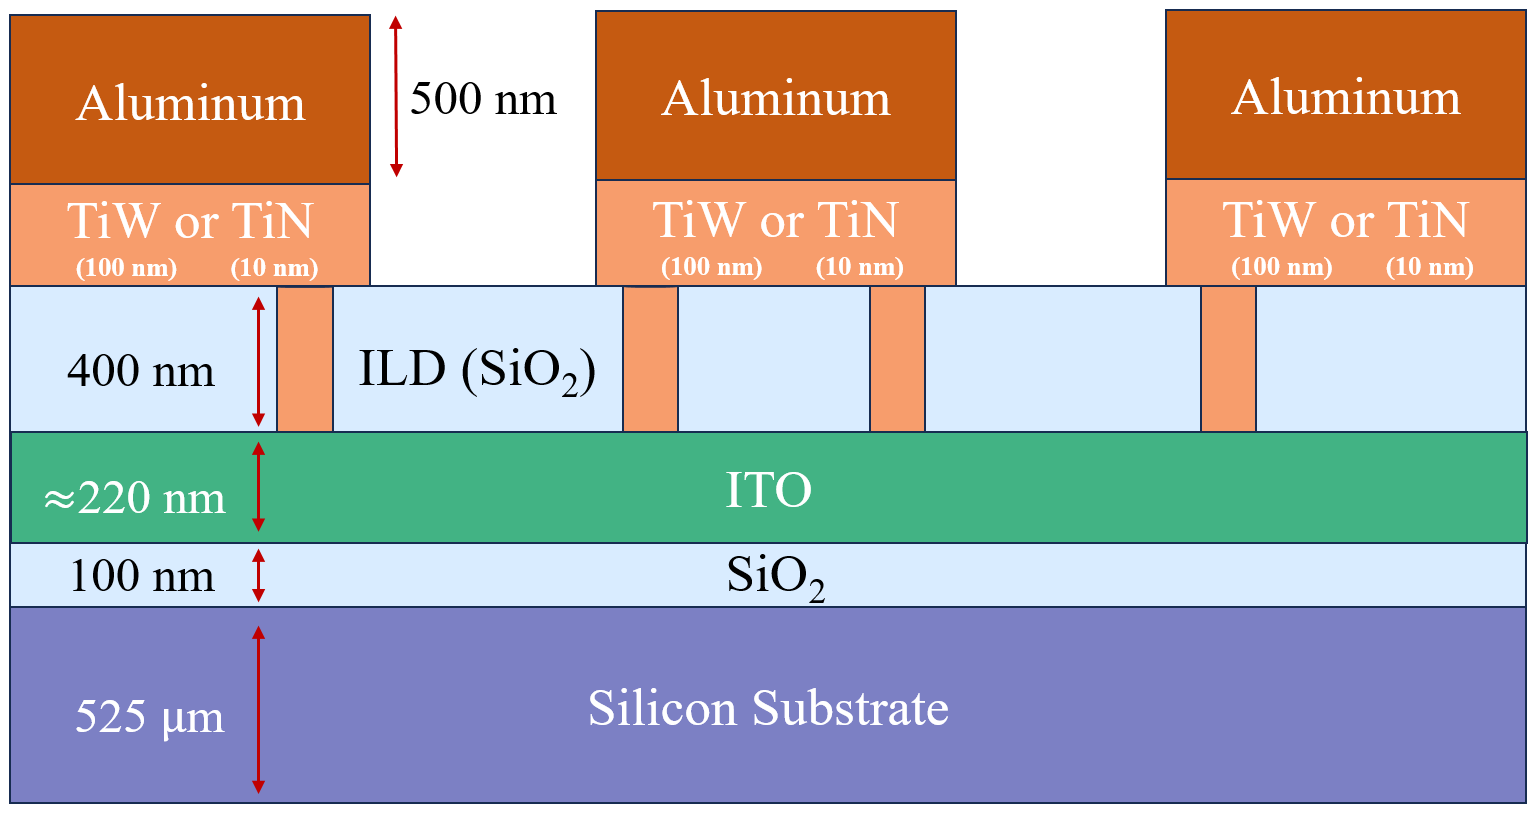 Aluminum
500 nm
Aluminum
Aluminum
TiW or TiN
(100 nm) (10 nm)
TiW or TiN
(100 nm) (10 nm)
TiW or TiN
(100 nm) (10 nm)
400 nm
ILD (SiO₂)
≈220 nm
ITO
100 nm
SiO₂
525 μm
Silicon Substrate